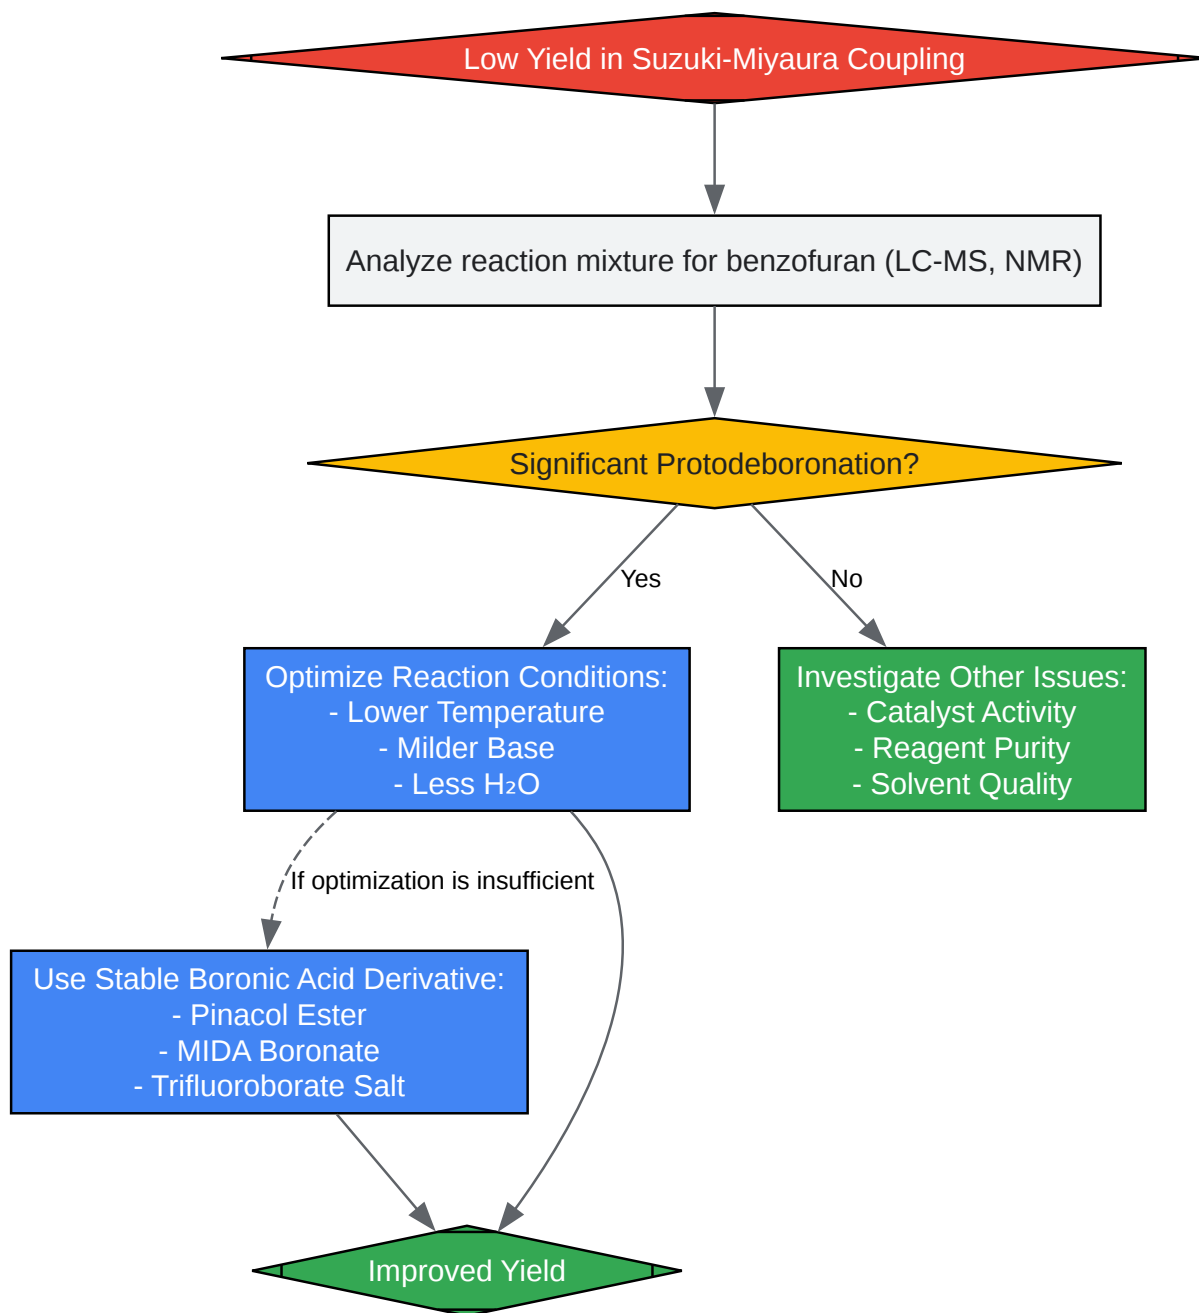 Low Yield in Suzuki-Miyaura Coupling
Analyze reaction mixture for benzofuran (LC-MS, NMR)
Significant Protodeboronation?
Yes
No
Optimize Reaction Conditions:
- Lower Temperature
- Milder Base
- Less H₂O
Investigate Other Issues:
- Catalyst Activity
- Reagent Purity
- Solvent Quality
If optimization is insufficient
Use Stable Boronic Acid Derivative:
- Pinacol Ester
- MIDA Boronate
- Trifluoroborate Salt
Improved Yield